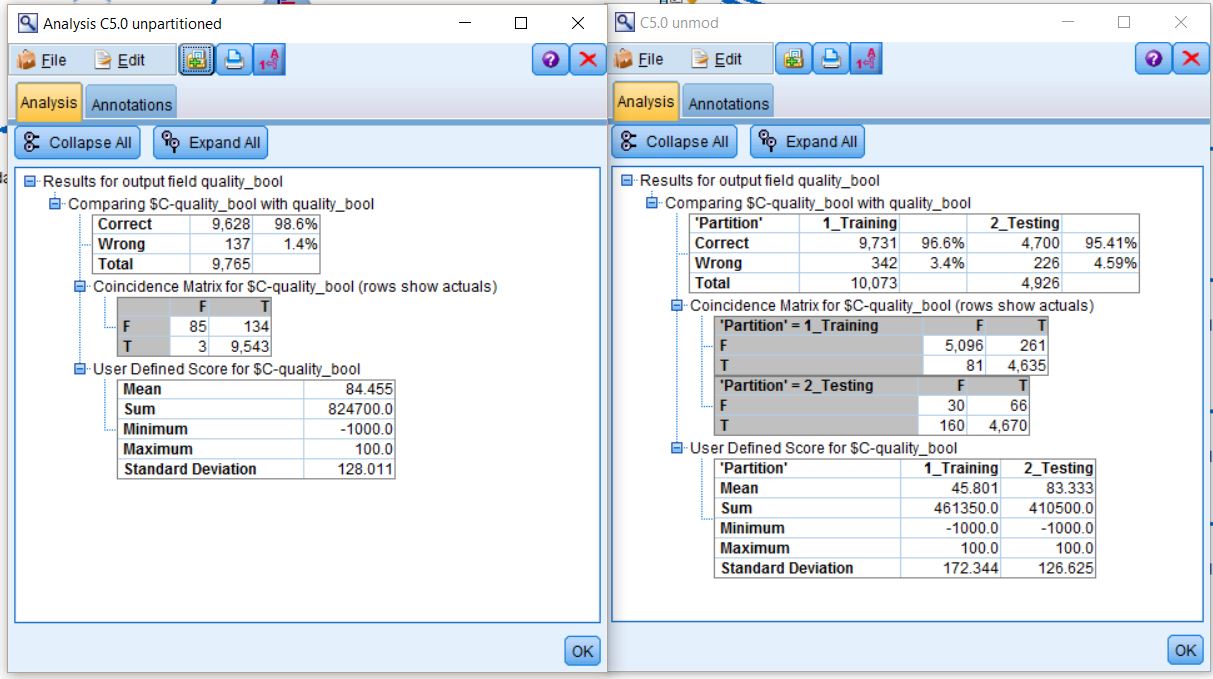 Analysis C5.0 unpartitioned
File Edit
Analysis Annotations
Collapse All Expand All
Results for output field quality_bool
Comparing $C-quality_bool with quality_bool
Correct 9,628 98.6%
Wrong 137 1.4%
Total 9,765
Coincidence Matrix for $C-quality_bool (rows show actuals)
F T
F 85 134
T 3 9,543
User Defined Score for $C-quality_bool
Mean 84.455
Sum 824700.0
Minimum -1000.0
Maximum 100.0
Standard Deviation 128.011
OK
C5.0 unmod
File Edit
Analysis Annotations
Collapse All Expand All
Results for output field quality_bool
Comparing $C-quality_bool with quality_bool
'Partition' 1_Training 2_Testing
Correct 9,731 96.6% 4,700 95.41%
Wrong 342 3.4% 226 4.59%
Total 10,073 4,926
Coincidence Matrix for $C-quality_bool (rows show actuals)
'Partition' = 1_Training F T
F 5,096 261
T 81 4,635
'Partition' = 2_Testing F T
F 30 66
T 160 4,670
User Defined Score for $C-quality_bool
'Partition' 1_Training 2_Testing
Mean 45.801 83.333
Sum 461350.0 410500.0
Minimum -1000.0 -1000.0
Maximum 100.0 100.0
Standard Deviation 172.344 126.625
OK